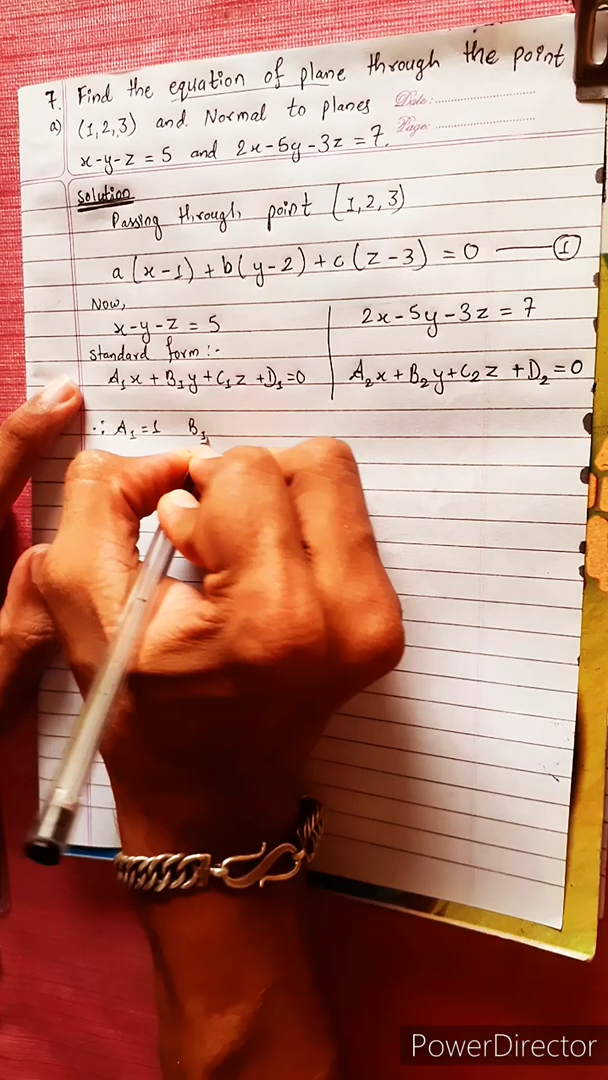 7. Find the equation of plane through the point
a) (1,2,3) and Normal to planes
Date: ..............................
x-y-z = 5 and 2x-5y-3z = 7.
Page: ..............................
Solution
Passing through point (1,2,3)
a(x-1) + b(y-2) + c(z-3) = 0 —— ①
Now,
x-y-z = 5
2x-5y-3z = 7
standard form:-
A₁x + B₁y + C₁z + D₁ = 0
A₂x + B₂y + C₂z + D₂ = 0
∴ A₁ = 1 B₁
PowerDirector